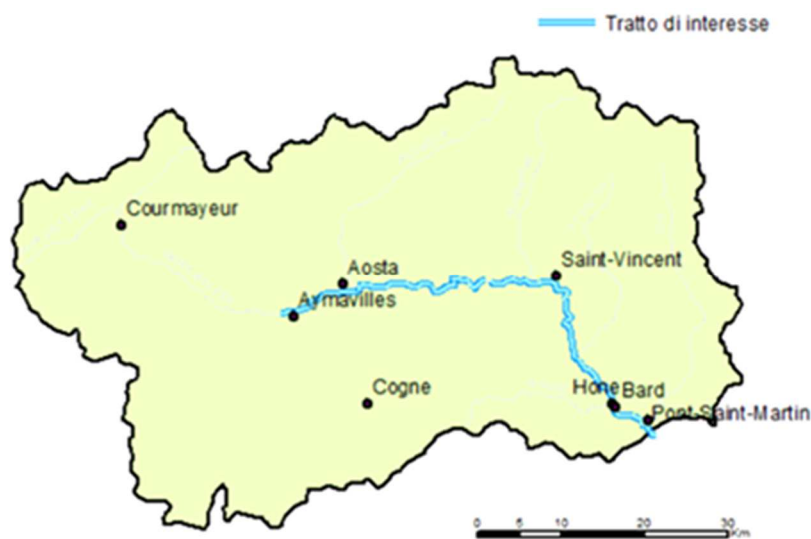 Tratto di interesse
Courmayeur
Aosta
Saint-Vincent
Aymavilles
Cogne
Hone Bard
Pont-Saint-Martin
0 5 10 20 30
Km